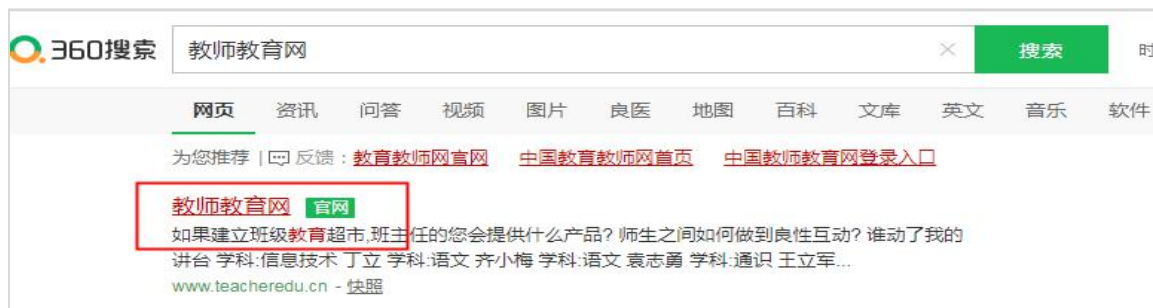 360搜索 教师教育网 搜索 时
网页 资讯 问答 视频 图片 良医 地图 百科 文库 英文 音乐 软件
为您推荐 | 反馈：教育教师网官网 中国教育教师网首页 中国教师教育网登录入口
教师教育网 官网
如果建立班级教育超市,班主任的您会提供什么产品? 师生之间如何做到良性互动? 谁动了我的
讲台 学科:信息技术 丁立 学科:语文 齐小梅 学科:语文 袁志勇 学科:通识 王立军...
www.teacheredu.cn - 快照